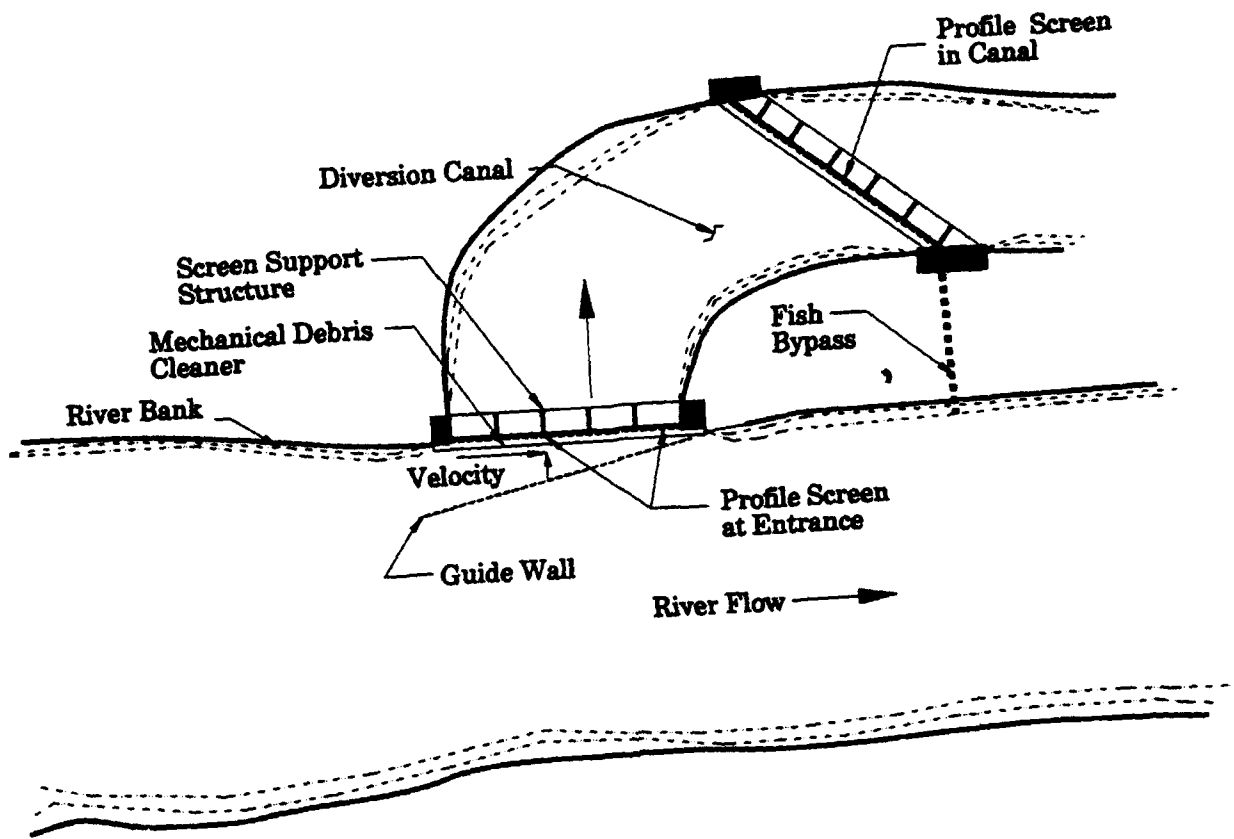 Profile Screen
in Canal
Diversion Canal
Screen Support
Structure
Mechanical Debris
Cleaner
Fish
Bypass
River Bank
Velocity
Profile Screen
at Entrance
Guide Wall
River Flow